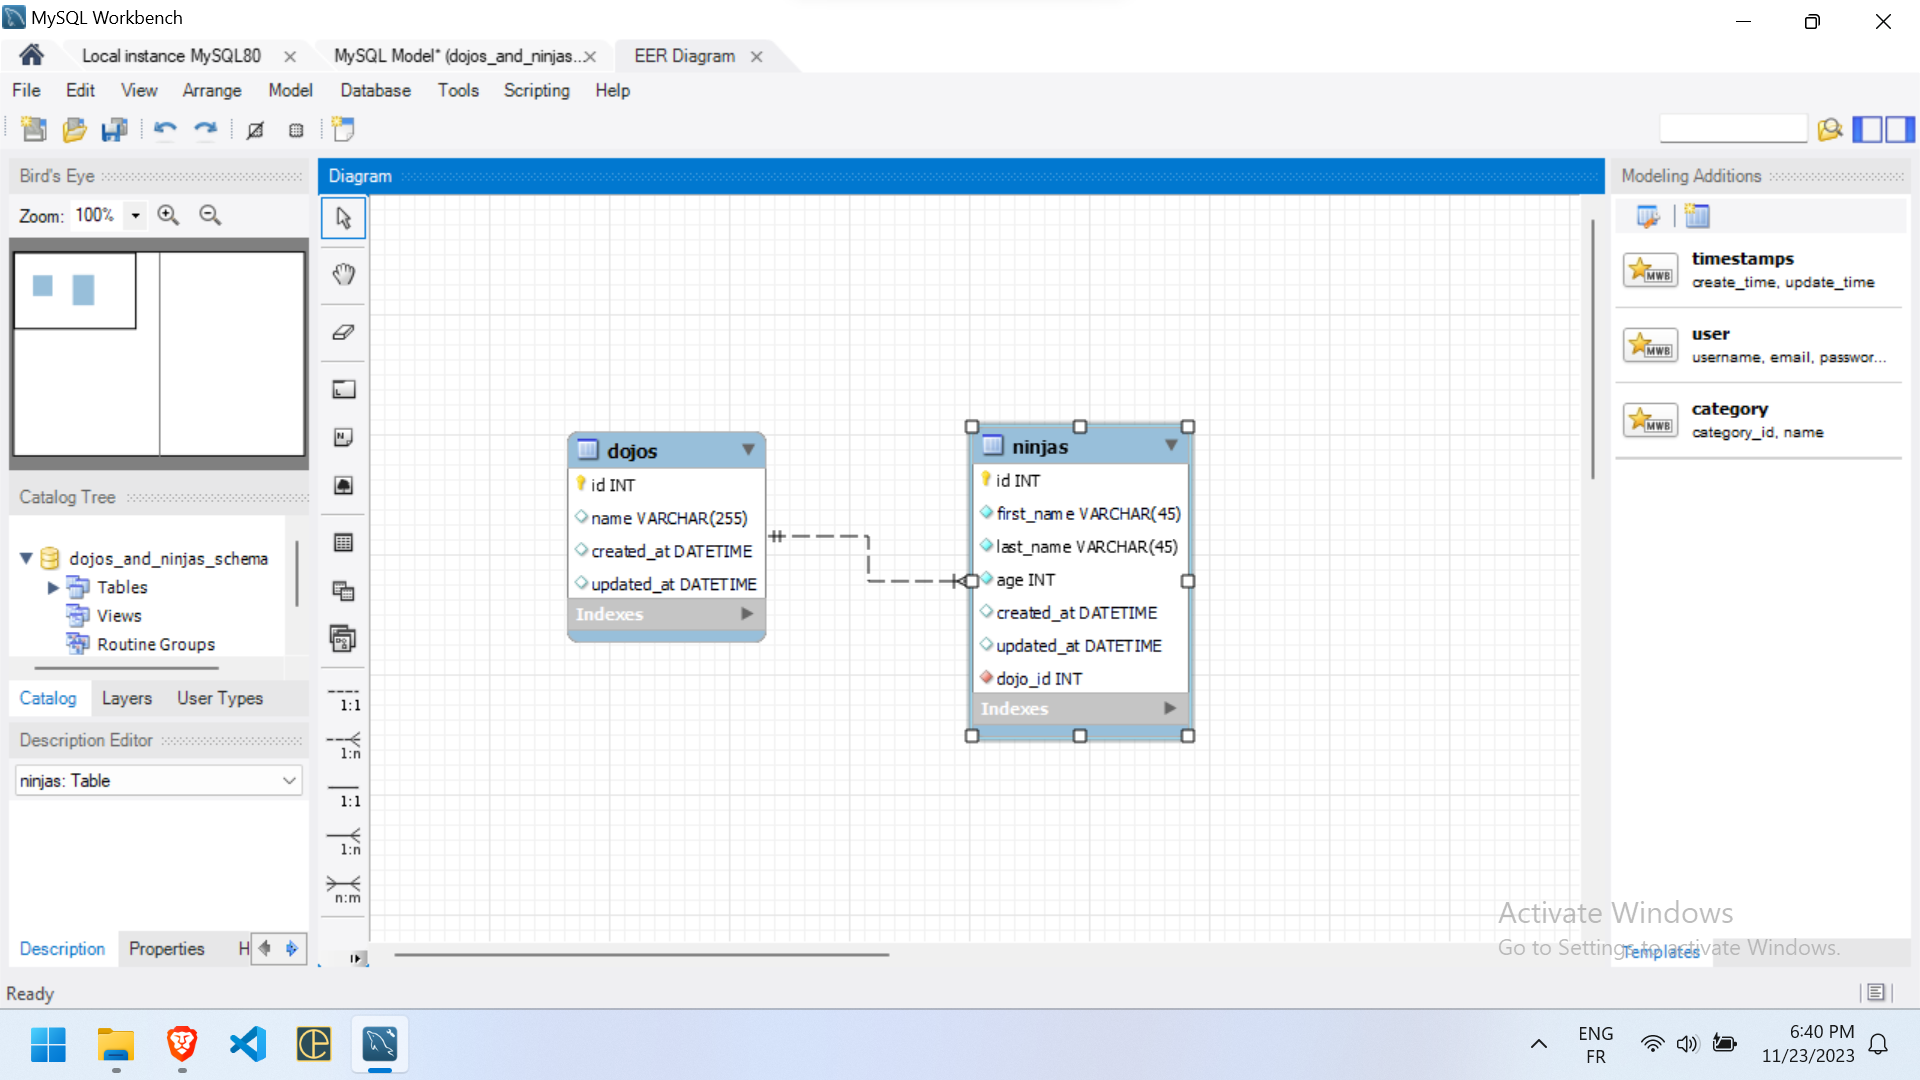 MySQL Workbench
Local instance MySQL80
MySQL Model* (dojos_and_ninjas..
EER Diagram
File Edit View Arrange Model Database Tools Scripting Help
Bird's Eye
Zoom: 100%
Diagram
Modeling Additions
MWB
timestamps
create_time, update_time
MWB
user
username, email, passwor...
MWB
category
category_id, name
dojos
id INT
name VARCHAR(255)
created_at DATETIME
updated_at DATETIME
Indexes
ninjas
id INT
first_name VARCHAR(45)
last_name VARCHAR(45)
age INT
created_at DATETIME
updated_at DATETIME
dojo_id INT
Indexes
Catalog Tree
dojos_and_ninjas_schema
Tables
Views
Routine Groups
Catalog Layers User Types
Description Editor
ninjas: Table
Description Properties H
1:1
1:n
1:1
1:n
n:m
Activate Windows
Go to Settings to activate Windows.
Templates
Ready
ENG
FR
6:40 PM
11/23/2023